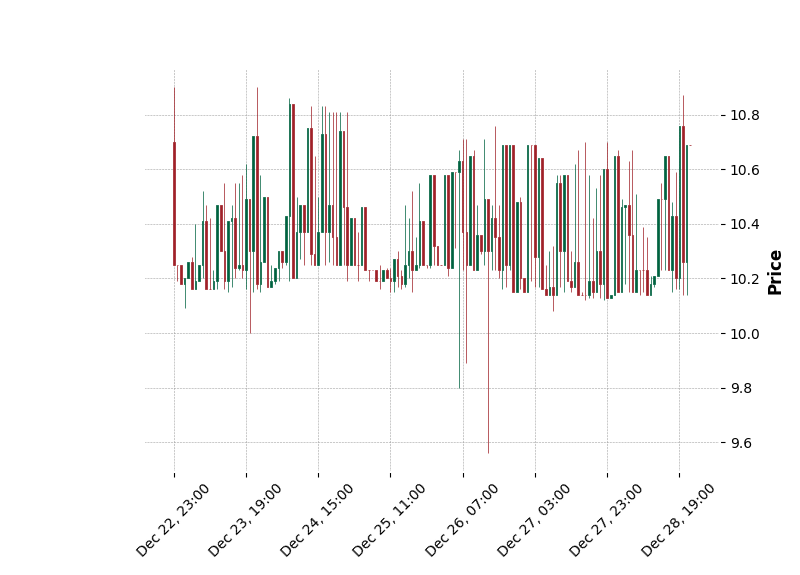 10.8
10.6
10.4
10.2
10.0
9.8
9.6
Price
Dec 22, 23:00
Dec 23, 19:00
Dec 24, 15:00
Dec 25, 11:00
Dec 26, 07:00
Dec 27, 03:00
Dec 27, 23:00
Dec 28, 19:00